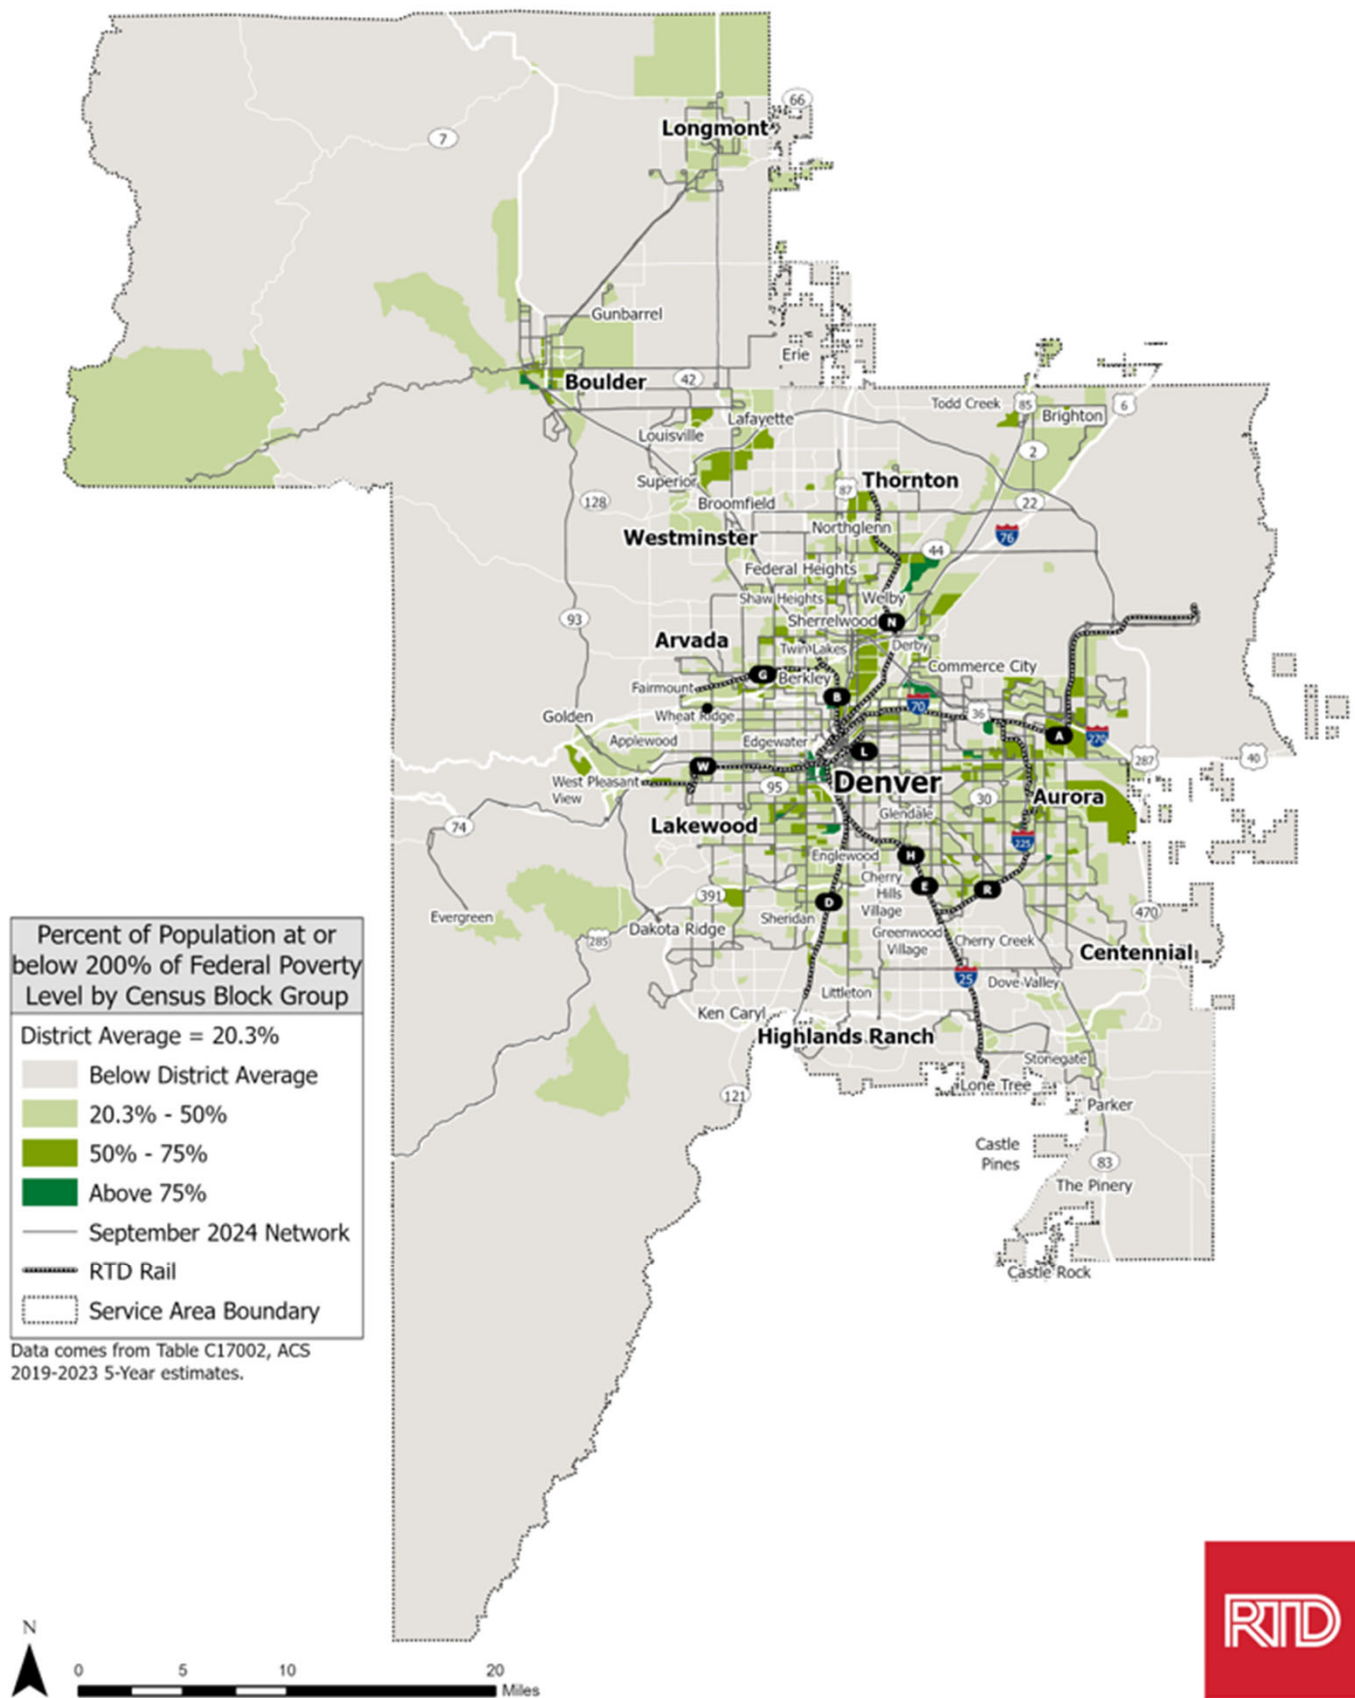 66
Longmont
7
Gunbarrel
Erie
Boulder
42
Todd Creek
85
6
Brighton
Lafayette
Louisville
2
Superior
87
Thornton
128
Broomfield
22
Northglenn
Westminster
76
44
Federal Heights
Shaw Heights
Welby
93
Sherrelwood
N
Arvada
Twin Lakes
Derby
Commerce City
G
Berkley
Fairmount
B
70
Golden
Wheat Ridge
36
A
270
Applewood
Edgewater
L
287
40
W
West Pleasant
View
95
Denver
30
Aurora
74
Lakewood
Glendale
225
Englewood
H
Cherry
Hills
Village
E
R
391
D
Evergreen
Sheridan
470
285
Dakota Ridge
Greenwood
Village
Cherry Creek
Centennial
25
Dove Valley
Littleton
Ken Caryl
Highlands Ranch
Stonegate
Lone Tree
121
Parker
Castle
Pines
83
The Pinery
Castle Rock
Percent of Population at or
below 200% of Federal Poverty
Level by Census Block Group
District Average = 20.3%
Below District Average
20.3% - 50%
50% - 75%
Above 75%
September 2024 Network
RTD Rail
Service Area Boundary
Data comes from Table C17002, ACS
2019-2023 5-Year estimates.
N
0 5 10 20
Miles
RTD